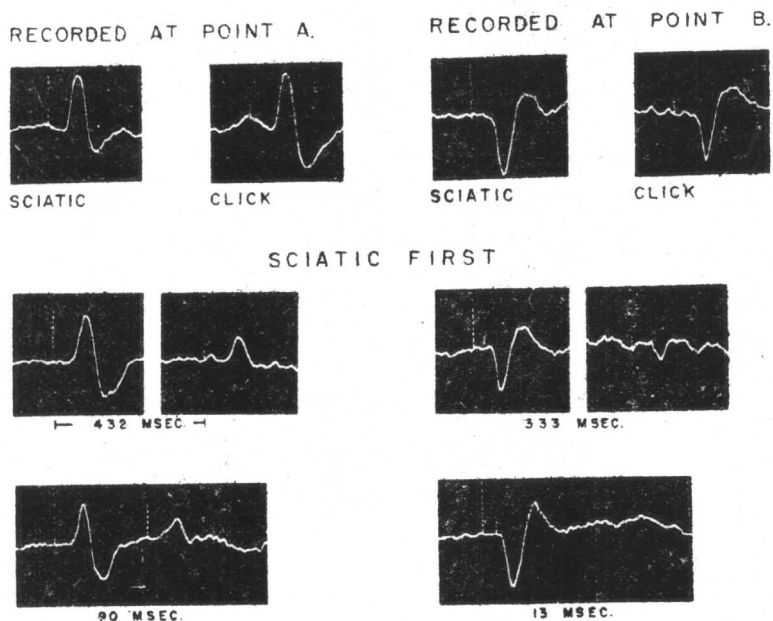 RECORDED AT POINT A.
RECORDED AT POINT B.
SCIATIC
CLICK
SCIATIC
CLICK
SCIATIC FIRST
432 MSEC.
333 MSEC.
90 MSEC.
13 MSEC.